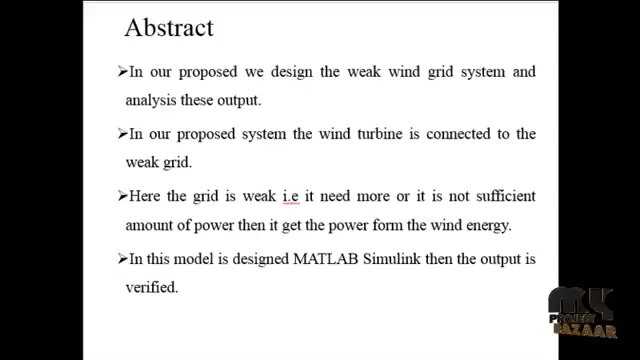 Abstract
➢In our proposed we design the weak wind grid system and
analysis these output.
➢In our proposed system the wind turbine is connected to the
weak grid.
➢Here the grid is weak i.e it need more or it is not sufficient
amount of power then it get the power form the wind energy.
➢In this model is designed MATLAB Simulink then the output is
verified.
PROJECT
BAZAAR